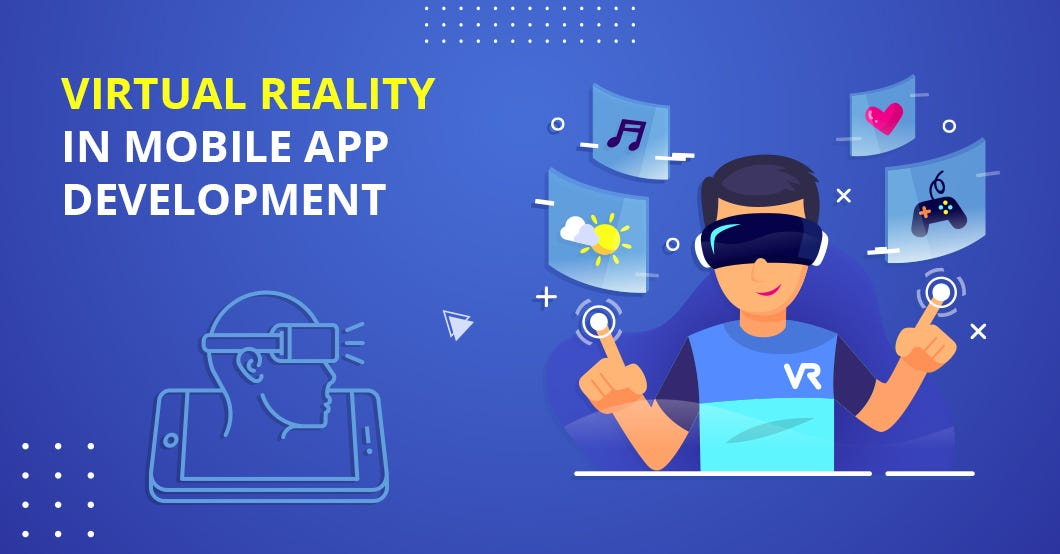 VIRTUAL REALITY
IN MOBILE APP
DEVELOPMENT
VR